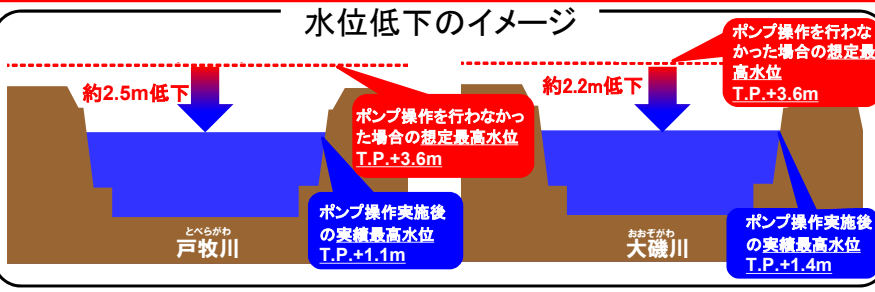 水位低下のイメージ
約2.5m低下
ポンプ操作を行わなかっ
た場合の想定最高水位
T.P.+3.6m
ポンプ操作実施後
の実績最高水位
T.P.+1.1m
とべらがわ
戸牧川
約2.2m低下
ポンプ操作を行わな
かった場合の想定最
高水位
T.P.+3.6m
ポンプ操作実施後
の実績最高水位
T.P.+1.4m
おおぞがわ
大磯川